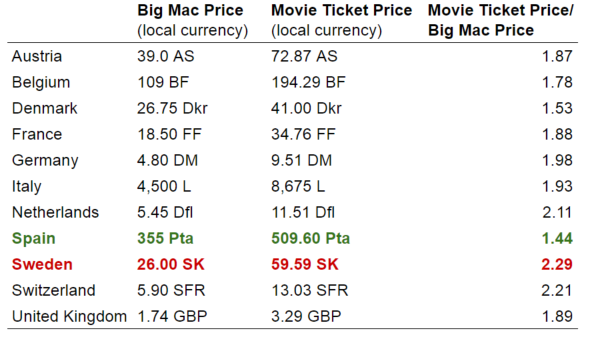 Big Mac Price Movie Ticket Price Movie Ticket Price/
(local currency) (local currency) Big Mac Price
Austria 39.0 AS 72.87 AS 1.87
Belgium 109 BF 194.29 BF 1.78
Denmark 26.75 Dkr 41.00 Dkr 1.53
France 18.50 FF 34.76 FF 1.88
Germany 4.80 DM 9.51 DM 1.98
Italy 4,500 L 8,675 L 1.93
Netherlands 5.45 Dfl 11.51 Dfl 2.11
Spain 355 Pta 509.60 Pta 1.44
Sweden 26.00 SK 59.59 SK 2.29
Switzerland 5.90 SFR 13.03 SFR 2.21
United Kingdom 1.74 GBP 3.29 GBP 1.89